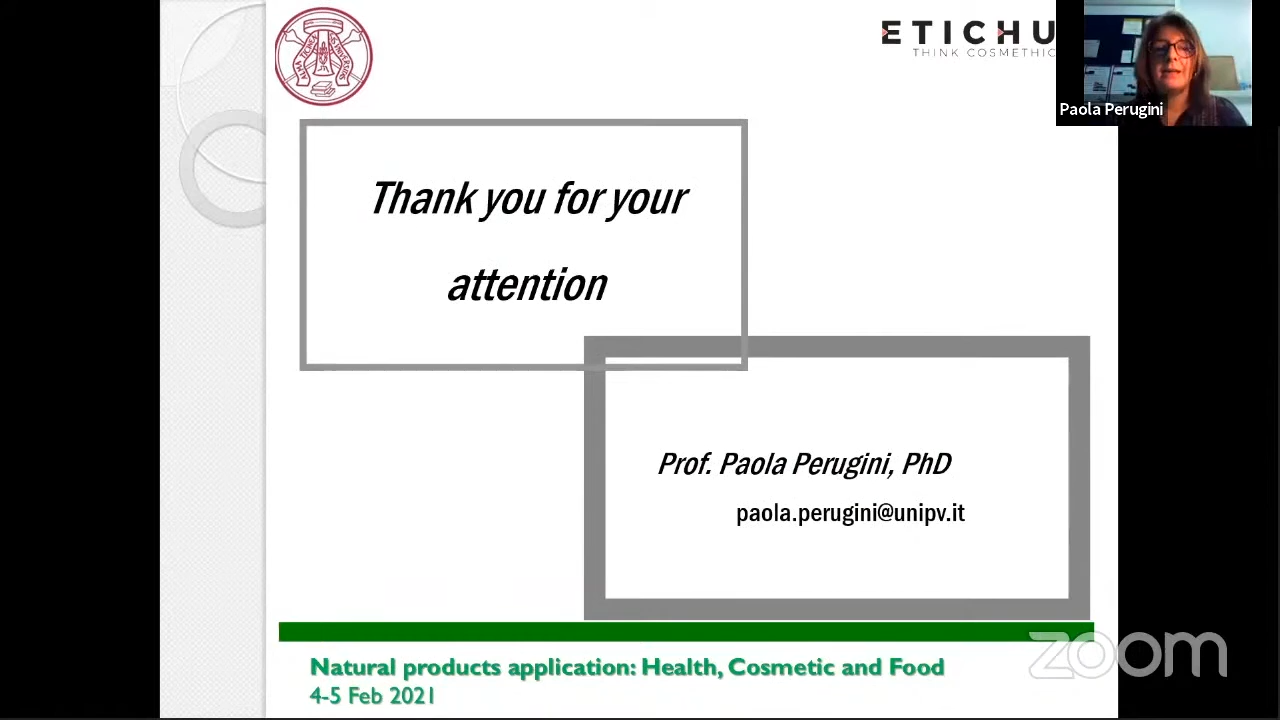 ETICHU
THINK COSMETHIC
Paola Perugini
Thank you for your
attention
Prof. Paola Perugini, PhD
paola.perugini@unipv.it
zoom
Natural products application: Health, Cosmetic and Food
4-5 Feb 2021